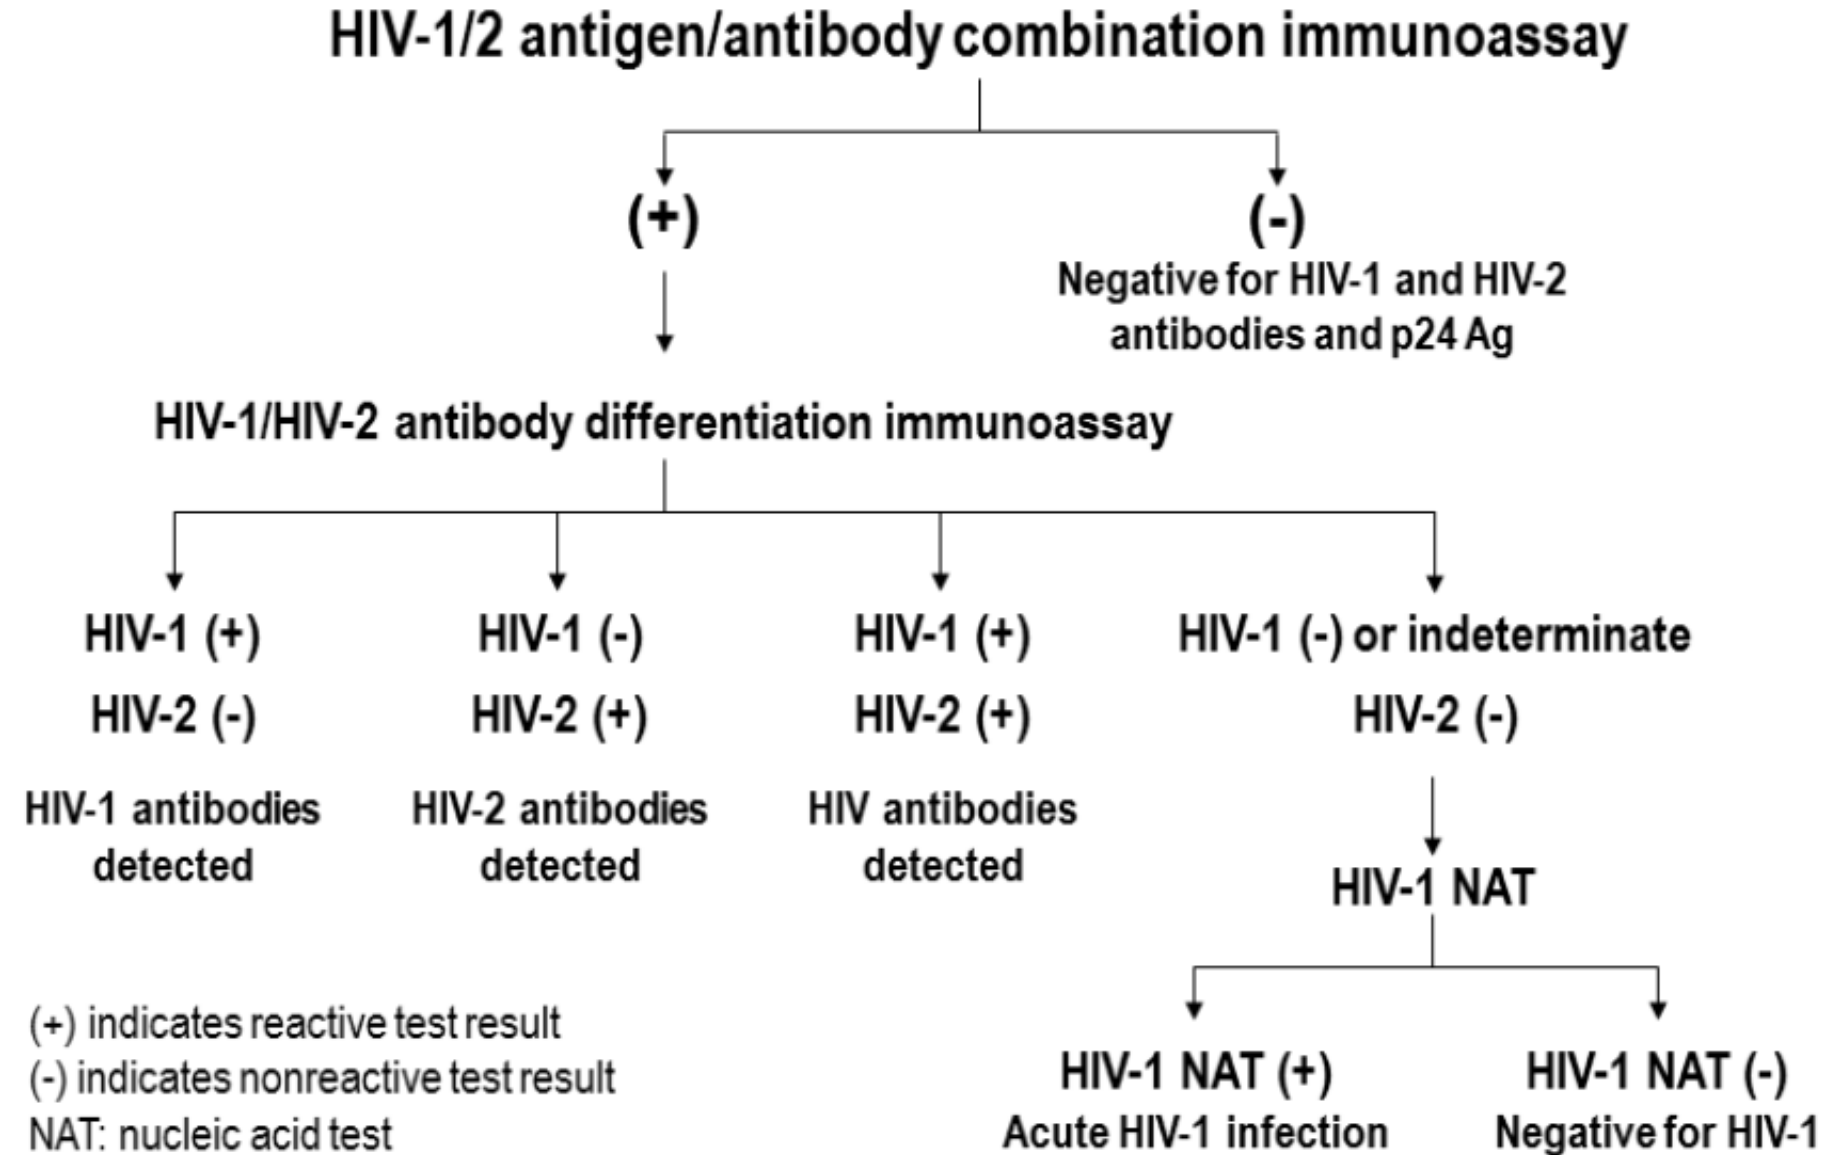 HIV-1/2 antigen/antibody combination immunoassay
(+)
(-)
Negative for HIV-1 and HIV-2
antibodies and p24 Ag
HIV-1/HIV-2 antibody differentiation immunoassay
HIV-1 (+)
HIV-2 (-)
HIV-1 antibodies
detected
HIV-1 (-)
HIV-2 (+)
HIV-2 antibodies
detected
HIV-1 (+)
HIV-2 (+)
HIV antibodies
detected
HIV-1 (-) or indeterminate
HIV-2 (-)
HIV-1 NAT
HIV-1 NAT (+)
Acute HIV-1 infection
HIV-1 NAT (-)
Negative for HIV-1
(+) indicates reactive test result
(-) indicates nonreactive test result
NAT: nucleic acid test